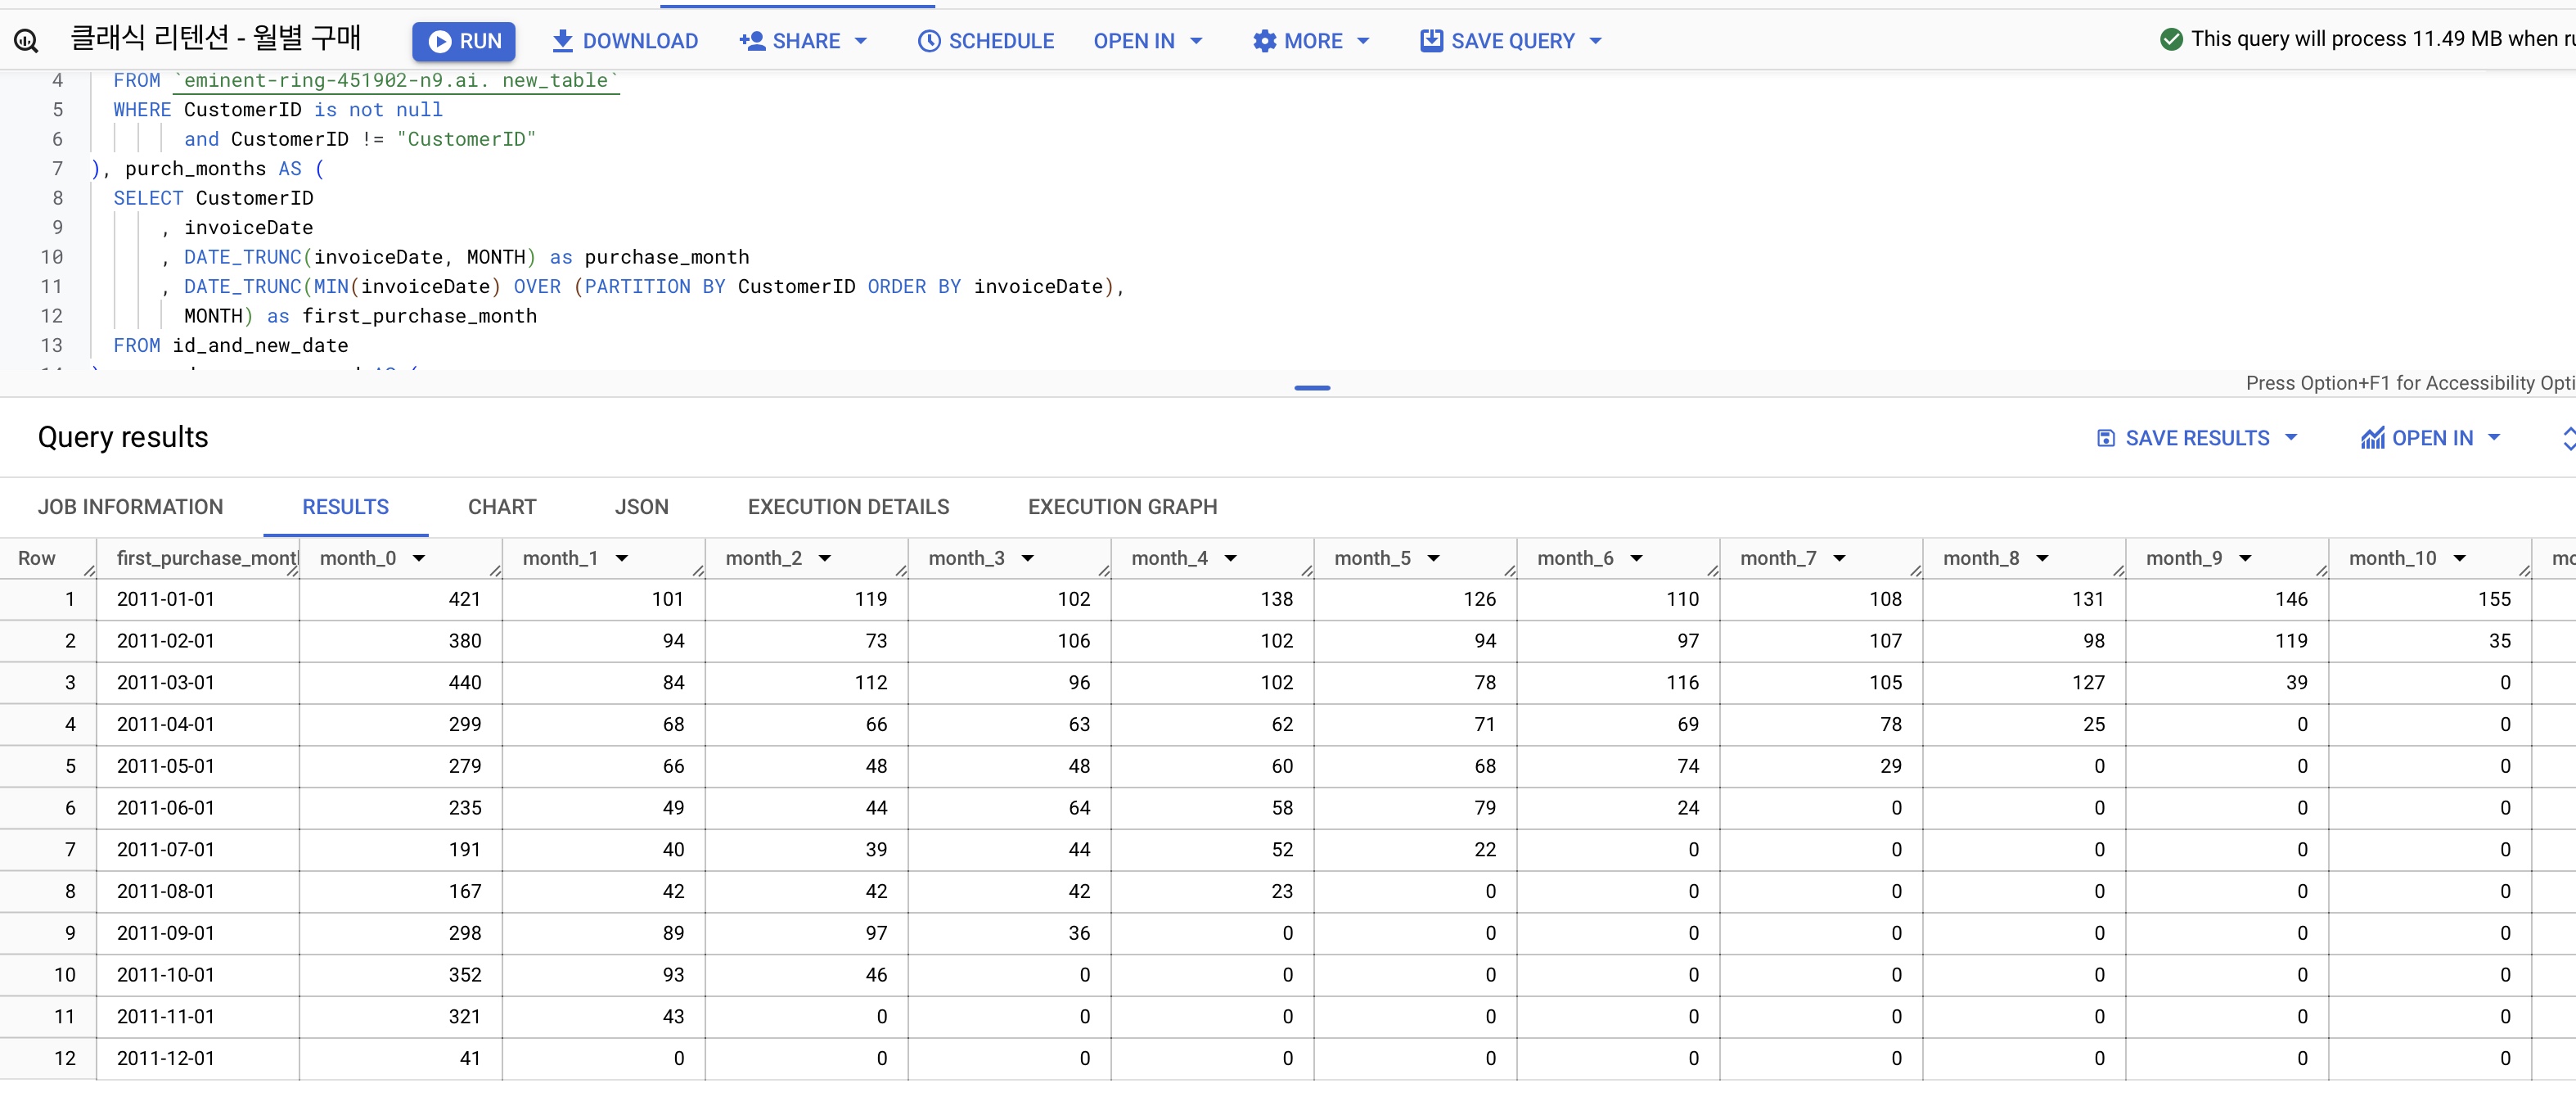 클래식 리텐션 - 월별 구매 RUN DOWNLOAD SHARE SCHEDULE OPEN IN MORE SAVE QUERY This query will process 11.49 MB when
4 FROM `eminent-ring-451902-n9.ai. new_table`
5 WHERE CustomerID is not null
6 and CustomerID != "CustomerID"
7 ), purch_months AS (
8 SELECT CustomerID
9 , invoiceDate
10 , DATE_TRUNC(invoiceDate, MONTH) as purchase_month
11 , DATE_TRUNC(MIN(invoiceDate) OVER (PARTITION BY CustomerID ORDER BY invoiceDate),
12 MONTH) as first_purchase_month
13 FROM id_and_new_date
Press Option+F1 for Accessibility
Query results SAVE RESULTS OPEN IN
JOB INFORMATION RESULTS CHART JSON EXECUTION DETAILS EXECUTION GRAPH
Row first_purchase_mont month_0 month_1 month_2 month_3 month_4 month_5 month_6 month_7 month_8 month_9 month_10
1 2011-01-01 421 101 119 102 138 126 110 108 131 146 155
2 2011-02-01 380 94 73 106 102 94 97 107 98 119 35
3 2011-03-01 440 84 112 96 102 78 116 105 127 39 0
4 2011-04-01 299 68 66 63 62 71 69 78 25 0 0
5 2011-05-01 279 66 48 48 60 68 74 29 0 0 0
6 2011-06-01 235 49 44 64 58 79 24 0 0 0 0
7 2011-07-01 191 40 39 44 52 22 0 0 0 0 0
8 2011-08-01 167 42 42 42 23 0 0 0 0 0 0
9 2011-09-01 298 89 97 36 0 0 0 0 0 0 0
10 2011-10-01 352 93 46 0 0 0 0 0 0 0 0
11 2011-11-01 321 43 0 0 0 0 0 0 0 0 0
12 2011-12-01 41 0 0 0 0 0 0 0 0 0 0